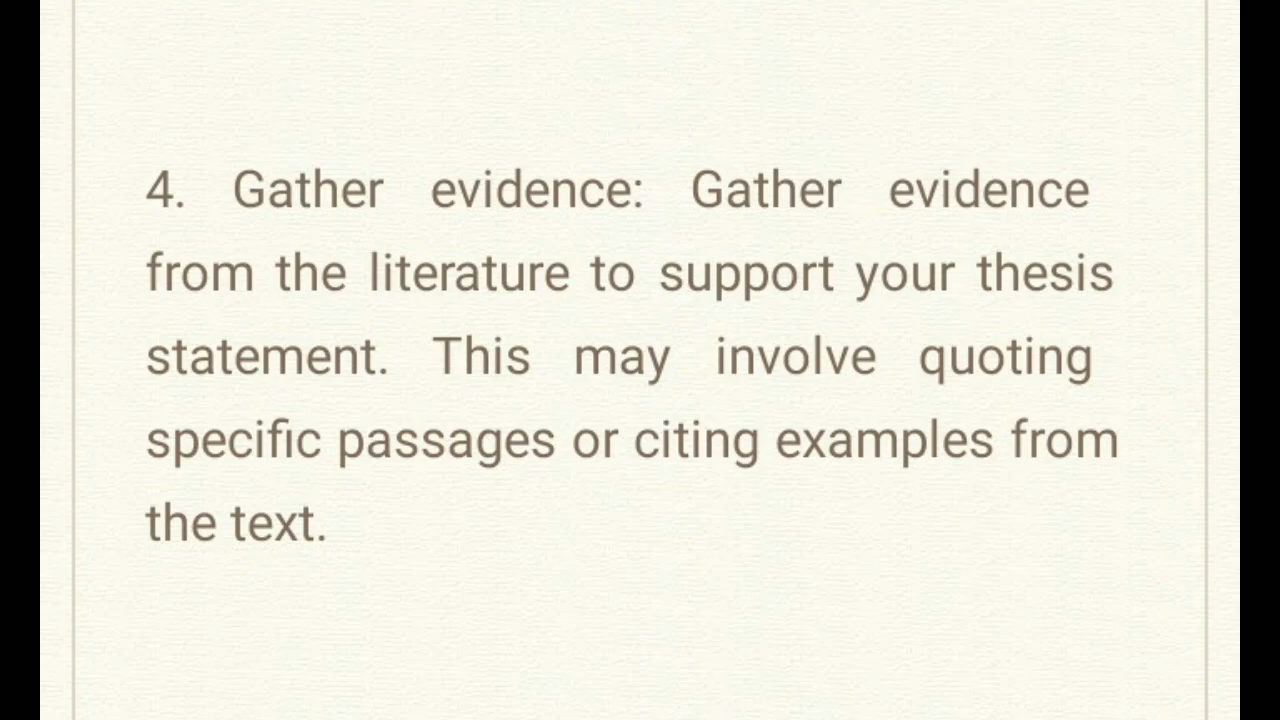 4. Gather evidence: Gather evidence
from the literature to support your thesis
statement. This may involve quoting
specific passages or citing examples from
the text.